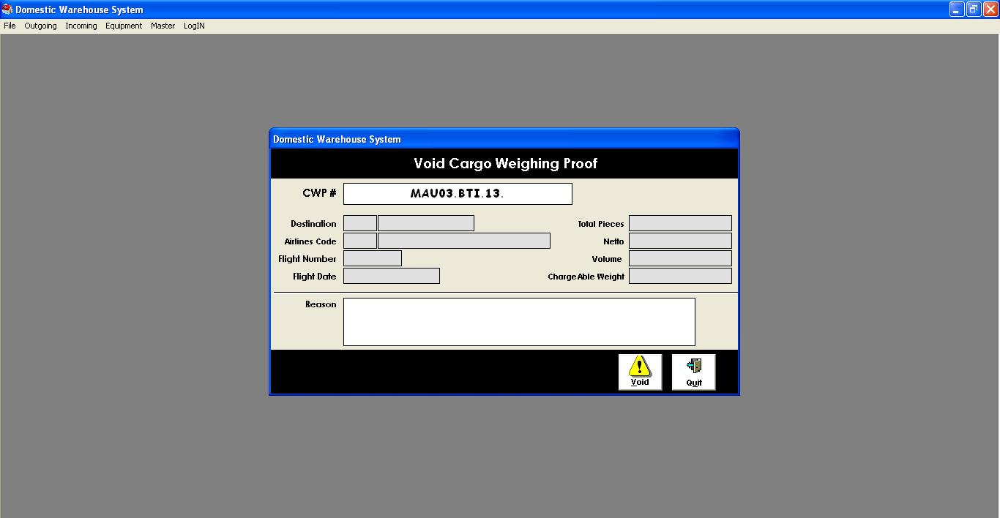 Domestic Warehouse System
File Outgoing Incoming Equipment Master LogIN
Domestic Warehouse System
Void Cargo Weighing Proof
CWP # MAU03.BTI.13.
Destination Total Pieces
Airlines Code Netto
Flight Number Volume
Flight Date ChargeAble Weight
Reason
Void Quit